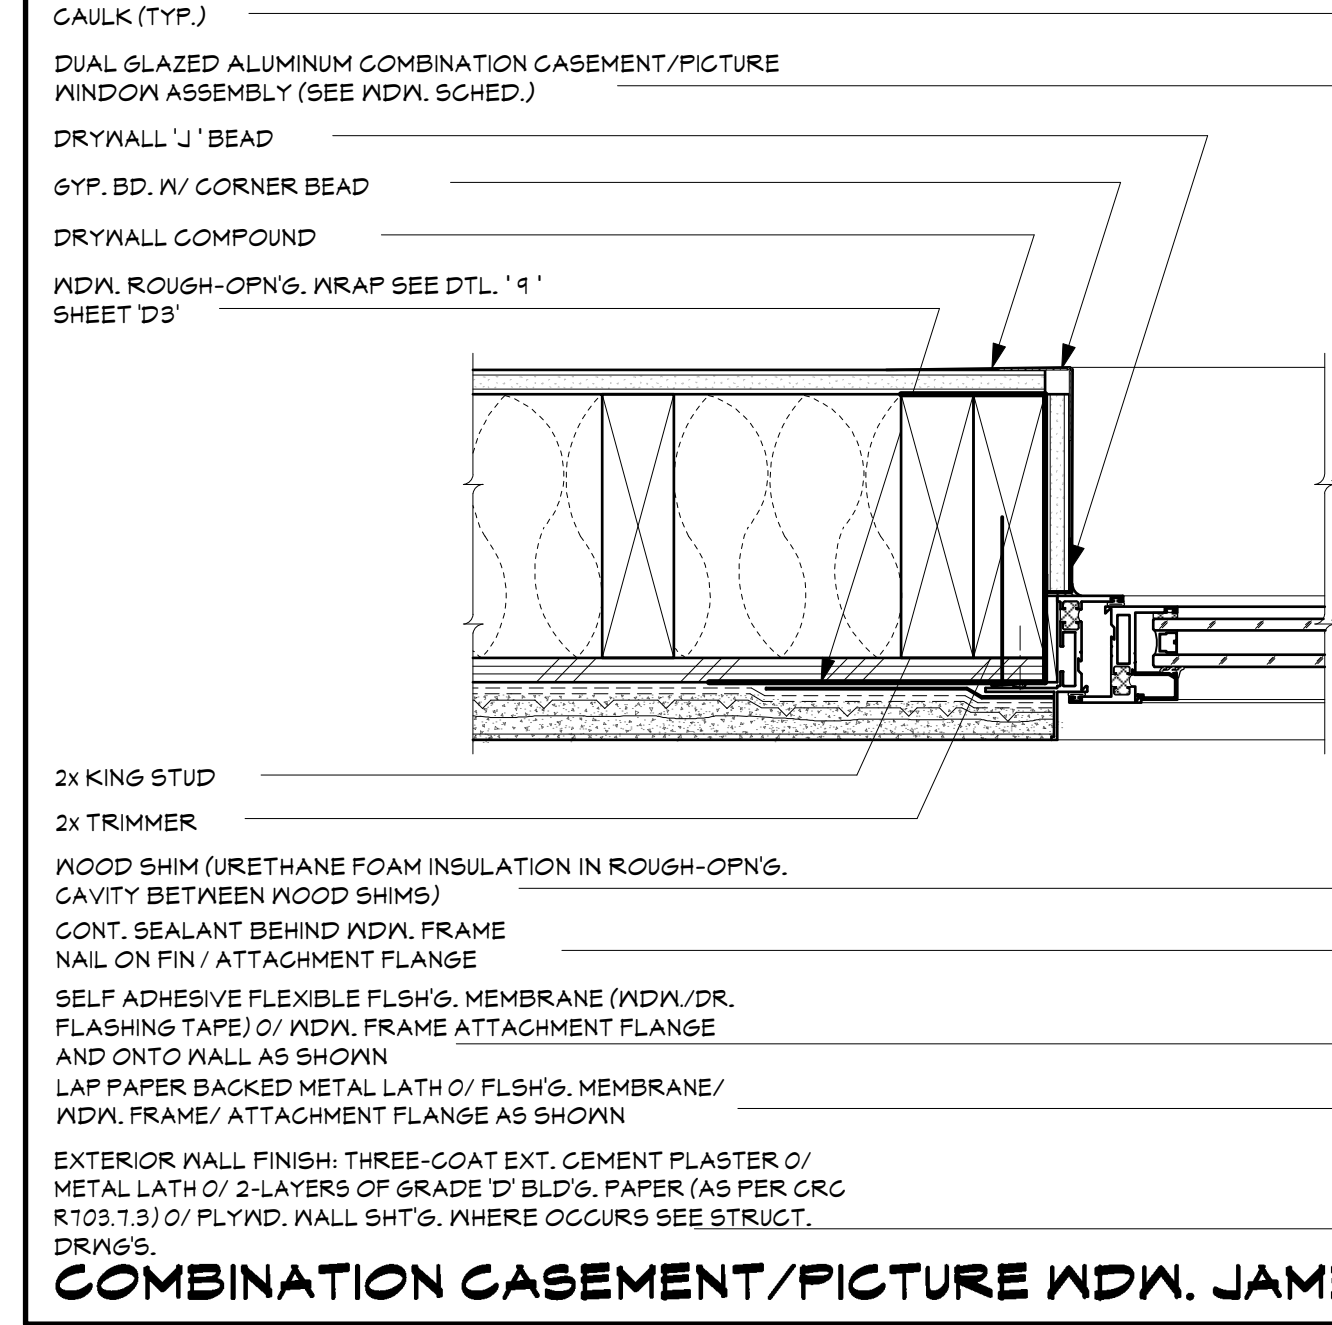 CAULK (TYP.)
DUAL GLAZED ALUMINUM COMBINATION CASEMENT/PICTURE
WINDOW ASSEMBLY (SEE WDW. SCHED.)
DRYWALL 'J' BEAD
GYP. BD. W/ CORNER BEAD
DRYWALL COMPOUND
WDW. ROUGH-OPN'G. WRAP SEE DTL. '9'
SHEET 'D3'
2x KING STUD
2x TRIMMER
WOOD SHIM (URETHANE FOAM INSULATION IN ROUGH-OPN'G.
CAVITY BETWEEN WOOD SHIMS)
CONT. SEALANT BEHIND WDW. FRAME
NAIL ON FIN / ATTACHMENT FLANGE
SELF ADHESIVE FLEXIBLE FLSH'G. MEMBRANE (WDW./DR.
FLASHING TAPE) O/ WDW. FRAME ATTACHMENT FLANGE
AND ONTO WALL AS SHOWN
LAP PAPER BACKED METAL LATH O/ FLSH'G. MEMBRANE/
WDW. FRAME/ ATTACHMENT FLANGE AS SHOWN
EXTERIOR WALL FINISH: THREE-COAT EXT. CEMENT PLASTER O/
METAL LATH O/ 2-LAYERS OF GRADE 'D' BLD'G. PAPER (AS PER CRC
R703.7.3) O/ PLYWD. WALL SHT'G. WHERE OCCURS SEE STRUCT.
DRWG'S.
COMBINATION CASEMENT/PICTURE WDW. JAM